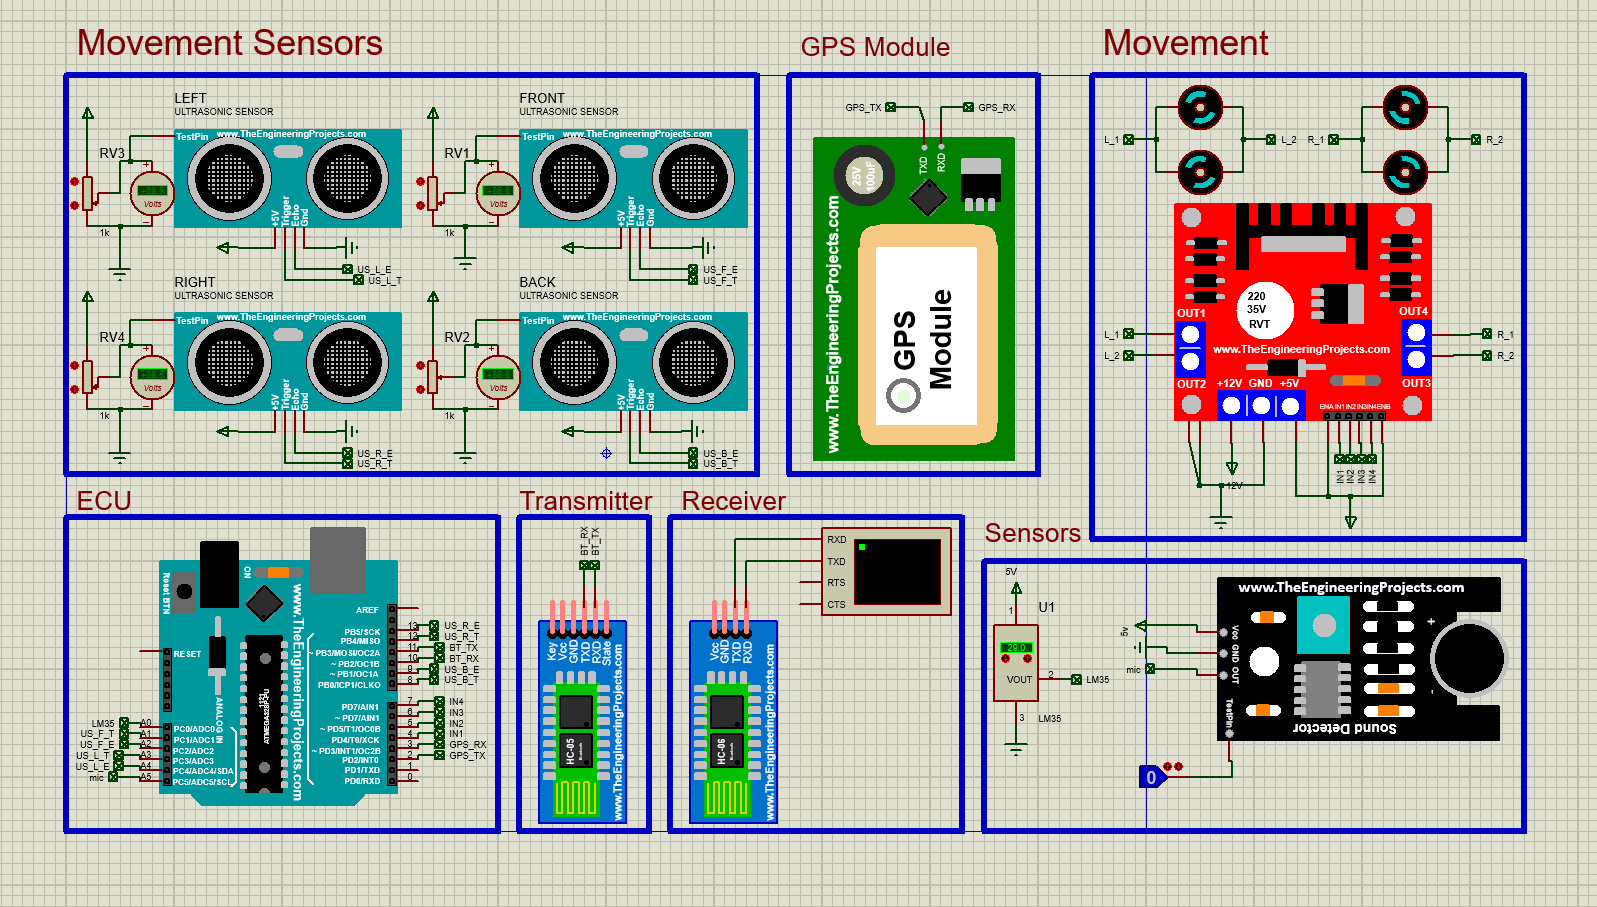 Movement Sensors
GPS Module
Movement
LEFT
ULTRASONIC SENSOR
FRONT
ULTRASONIC SENSOR
TestPin www.TheEngineeringProjects.com
TestPin www.TheEngineeringProjects.com
RV3
RV1
+88.8
Volts
+88.8
Volts
+5V
Trigger
Echo
Gnd
+5V
Trigger
Echo
Gnd
1k
1k
US_L_E
US_L_T
US_F_E
US_F_T
RIGHT
ULTRASONIC SENSOR
BACK
ULTRASONIC SENSOR
TestPin www.TheEngineeringProjects.com
TestPin www.TheEngineeringProjects.com
RV4
RV2
+88.8
Volts
+88.8
Volts
+5V
Trigger
Echo
Gnd
+5V
Trigger
Echo
Gnd
1k
1k
US_R_E
US_R_T
US_B_E
US_B_T
GPS_TX
GPS_RX
TXD
RXD
25V
100uF
www.TheEngineeringProjects.com
GPS
Module
L_1
L_2
R_1
R_2
220
35V
RVT
OUT1
OUT4
L_1
L_2
R_1
R_2
www.TheEngineeringProjects.com
OUT2
+12V GND +5V
OUT3
ENA IN1 IN2 IN3 IN4 ENB
IN1
IN2
IN3
IN4
12V
ECU
Transmitter
Receiver
Sensors
Reset BTN
ON
www.TheEngineeringProjects.com
AREF
RESET
PB5/SCK
PB4/MISO
~ PB3/MOSI/OC2A
~ PB2/OC1B
~ PB1/OC1A
PB0/ICP1/CLKO
13
12
11
10
9
8
US_R_E
US_R_T
BT_TX
BT_RX
US_B_E
US_B_T
PD7/AIN1
~ PD7/AIN1
~ PD5/T1/OC0B
PD4/T0/XCK
~ PD3/INT1/OC2B
PD2/INT0
PD1/TXD
PD0/RXD
7
6
5
4
3
2
1
0
IN4
IN3
IN2
IN1
GPS_RX
GPS_TX
ANALOG IN
ATMEGA328P-PU
1121
LM35
US_F_T
US_F_E
US_L_T
US_L_E
mic
A0
A1
A2
A3
A4
A5
PC0/ADC0
PC1/ADC1
PC2/ADC2
PC3/ADC3
PC4/ADC4/SDA
PC5/ADC5/SCL
BT_RX
BT_TX
Key
Vcc
GND
TXD
RXD
State
HC-05
www.TheEngineeringProjects.com
Vcc
GND
TXD
RXD
HC-06
www.TheEngineeringProjects.com
RXD
TXD
RTS
CTS
5V
U1
1
29.0
VOUT
2
LM35
3
LM35
www.TheEngineeringProjects.com
5v
mic
Vcc
GND
OUT
TestPin
+
-
Sound Detector
0